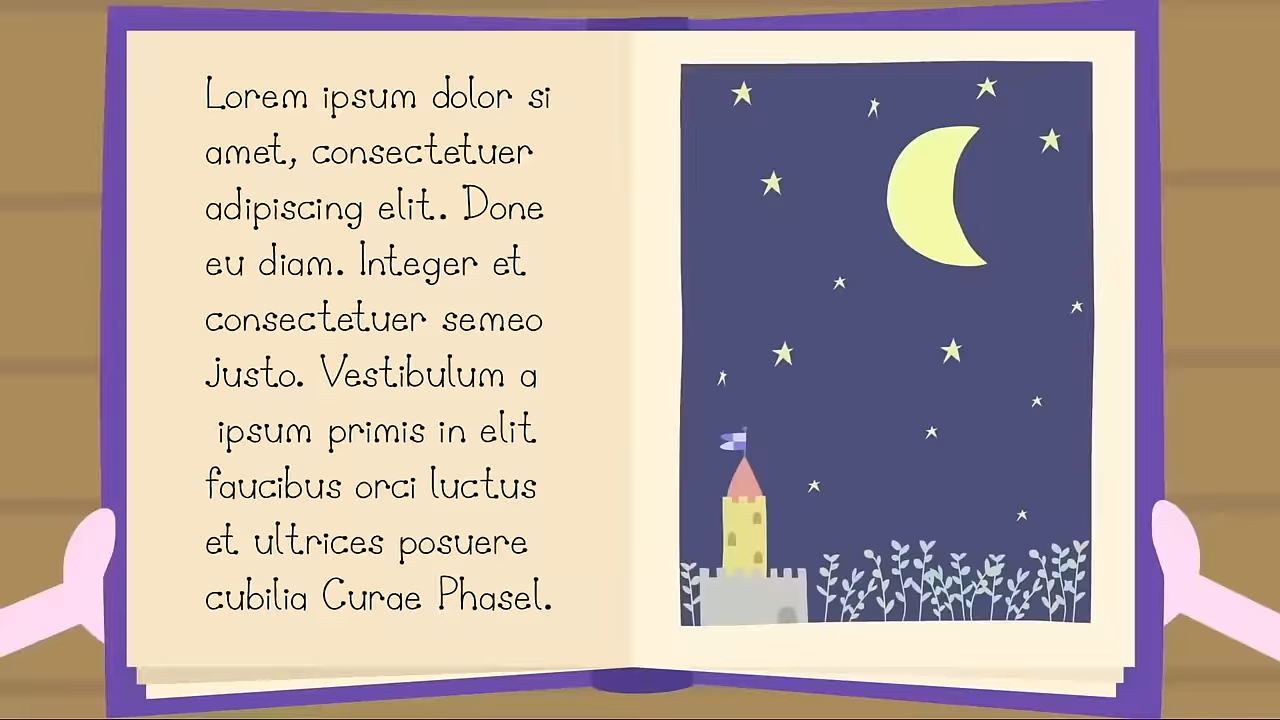 Lorem ipsum dolor si
amet, consectetuer
adipiscing elit. Done
eu diam. Integer et
consectetuer semeo
justo. Vestibulum a
ipsum primis in elit
faucibus orci luctus
et ultrices posuere
cubilia Curae Phasel.